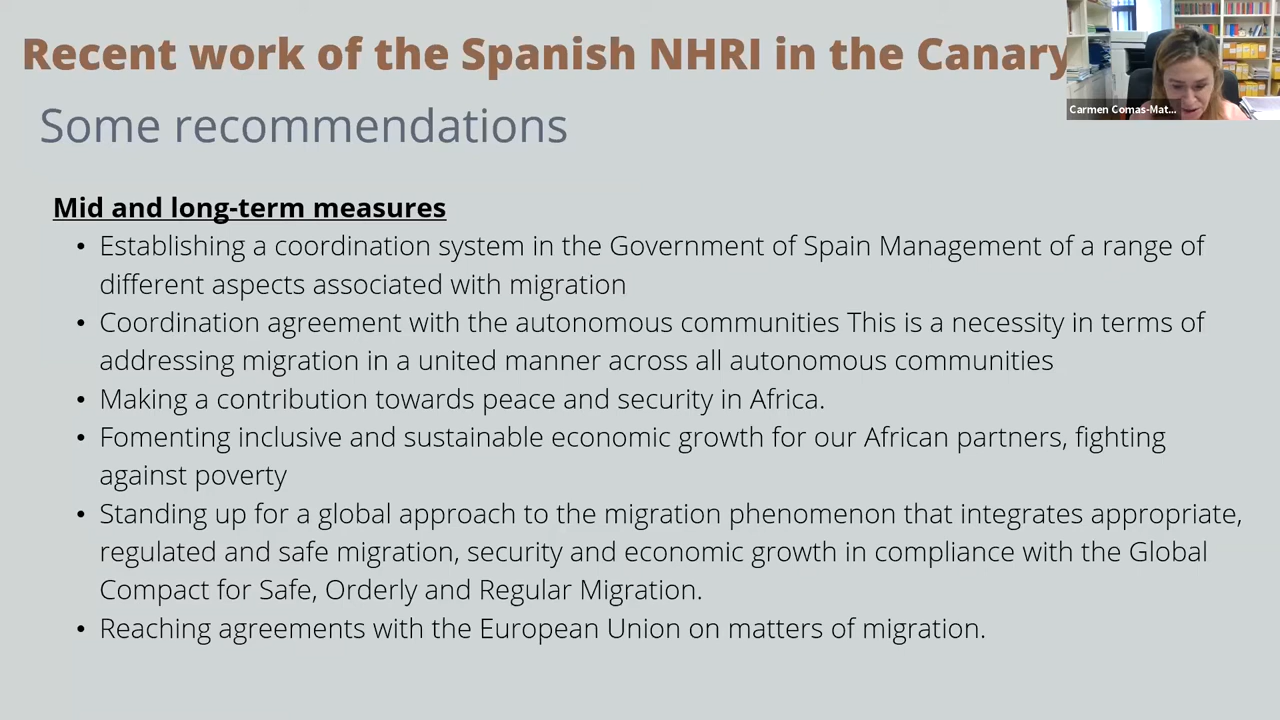 Recent work of the Spanish NHRI in the Canary
Carmen Comas-Mat...
Some recommendations
Mid and long-term measures
• Establishing a coordination system in the Government of Spain Management of a range of
different aspects associated with migration
• Coordination agreement with the autonomous communities This is a necessity in terms of
addressing migration in a united manner across all autonomous communities
• Making a contribution towards peace and security in Africa.
• Fomenting inclusive and sustainable economic growth for our African partners, fighting
against poverty
• Standing up for a global approach to the migration phenomenon that integrates appropriate,
regulated and safe migration, security and economic growth in compliance with the Global
Compact for Safe, Orderly and Regular Migration.
• Reaching agreements with the European Union on matters of migration.